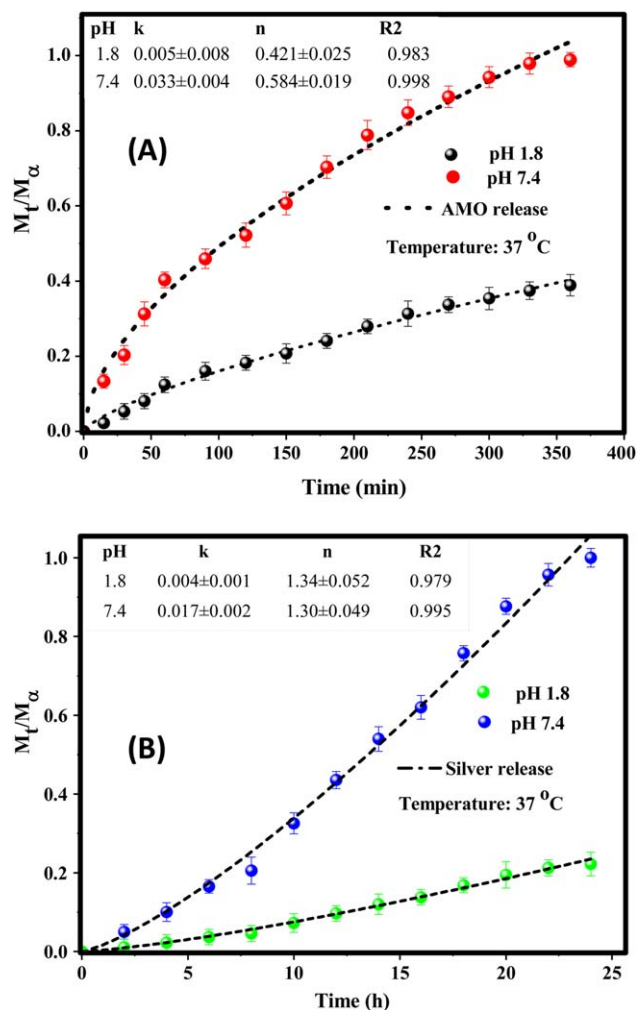 pH k n R2
1.8 0.005±0.008 0.421±0.025 0.983
7.4 0.033±0.004 0.584±0.019 0.998
(A)
pH 1.8
pH 7.4
AMO release
Temperature: 37 °C
Mt/Mα
1.0
0.8
0.6
0.4
0.2
0.0
0 50 100 150 200 250 300 350 400
Time (min)
pH k n R2
1.8 0.004±0.001 1.34±0.052 0.979
7.4 0.017±0.002 1.30±0.049 0.995
(B)
pH 1.8
pH 7.4
Silver release
Temperature: 37 °C
Mt/Mα
1.0
0.8
0.6
0.4
0.2
0.0
0 5 10 15 20 25
Time (h)